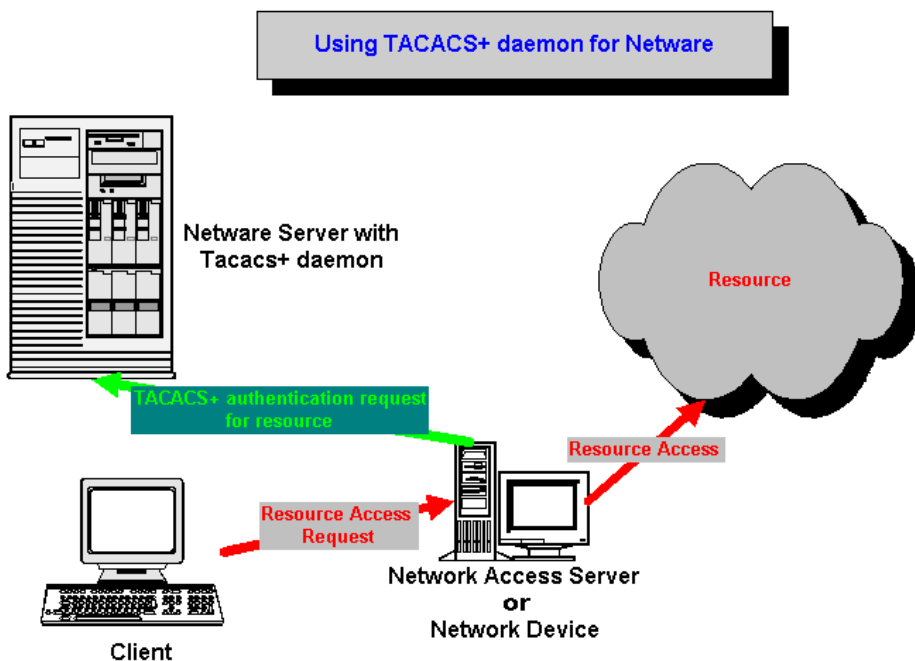 Using TACACS+ daemon for Netware
Netware Server with
Tacacs+ daemon
Resource
TACACS+ authentication request
for resource
Resource Access
Resource Access
Request
Network Access Server
or
Network Device
Client